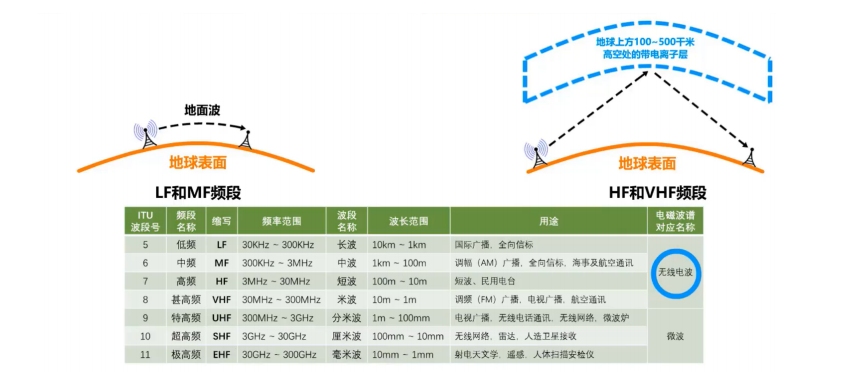 地球上方100~500千米
高空处的带电离子层
地面波
地球表面
地球表面
LF和MF频段
HF和VHF频段
ITU 波段号 频段名称 缩写 频率范围 波段名称 波长范围 用途 电磁波谱对应名称
5 低频 LF 30KHz ~ 300KHz 长波 10km ~ 1km 国际广播、全向信标
6 中频 MF 300KHz ~ 3MHz 中波 1km ~ 100m 调幅（AM）广播、全向信标、海事及航空通讯
无线电波
7 高频 HF 3MHz ~ 30MHz 短波 100m ~ 10m 短波、民用电台
8 甚高频 VHF 30MHz ~ 300MHz 米波 10m ~ 1m 调频（FM）广播、电视广播、航空通讯
9 特高频 UHF 300MHz ~ 3GHz 分米波 1m ~ 100mm 电视广播、无线电话通讯、无线网络、微波炉
10 超高频 SHF 3GHz ~ 30GHz 厘米波 100mm ~ 10mm 无线网络、雷达、人造卫星接收 微波
11 极高频 EHF 30GHz ~ 300GHz 毫米波 10mm ~ 1mm 射电天文学、遥感、人体扫描安检仪